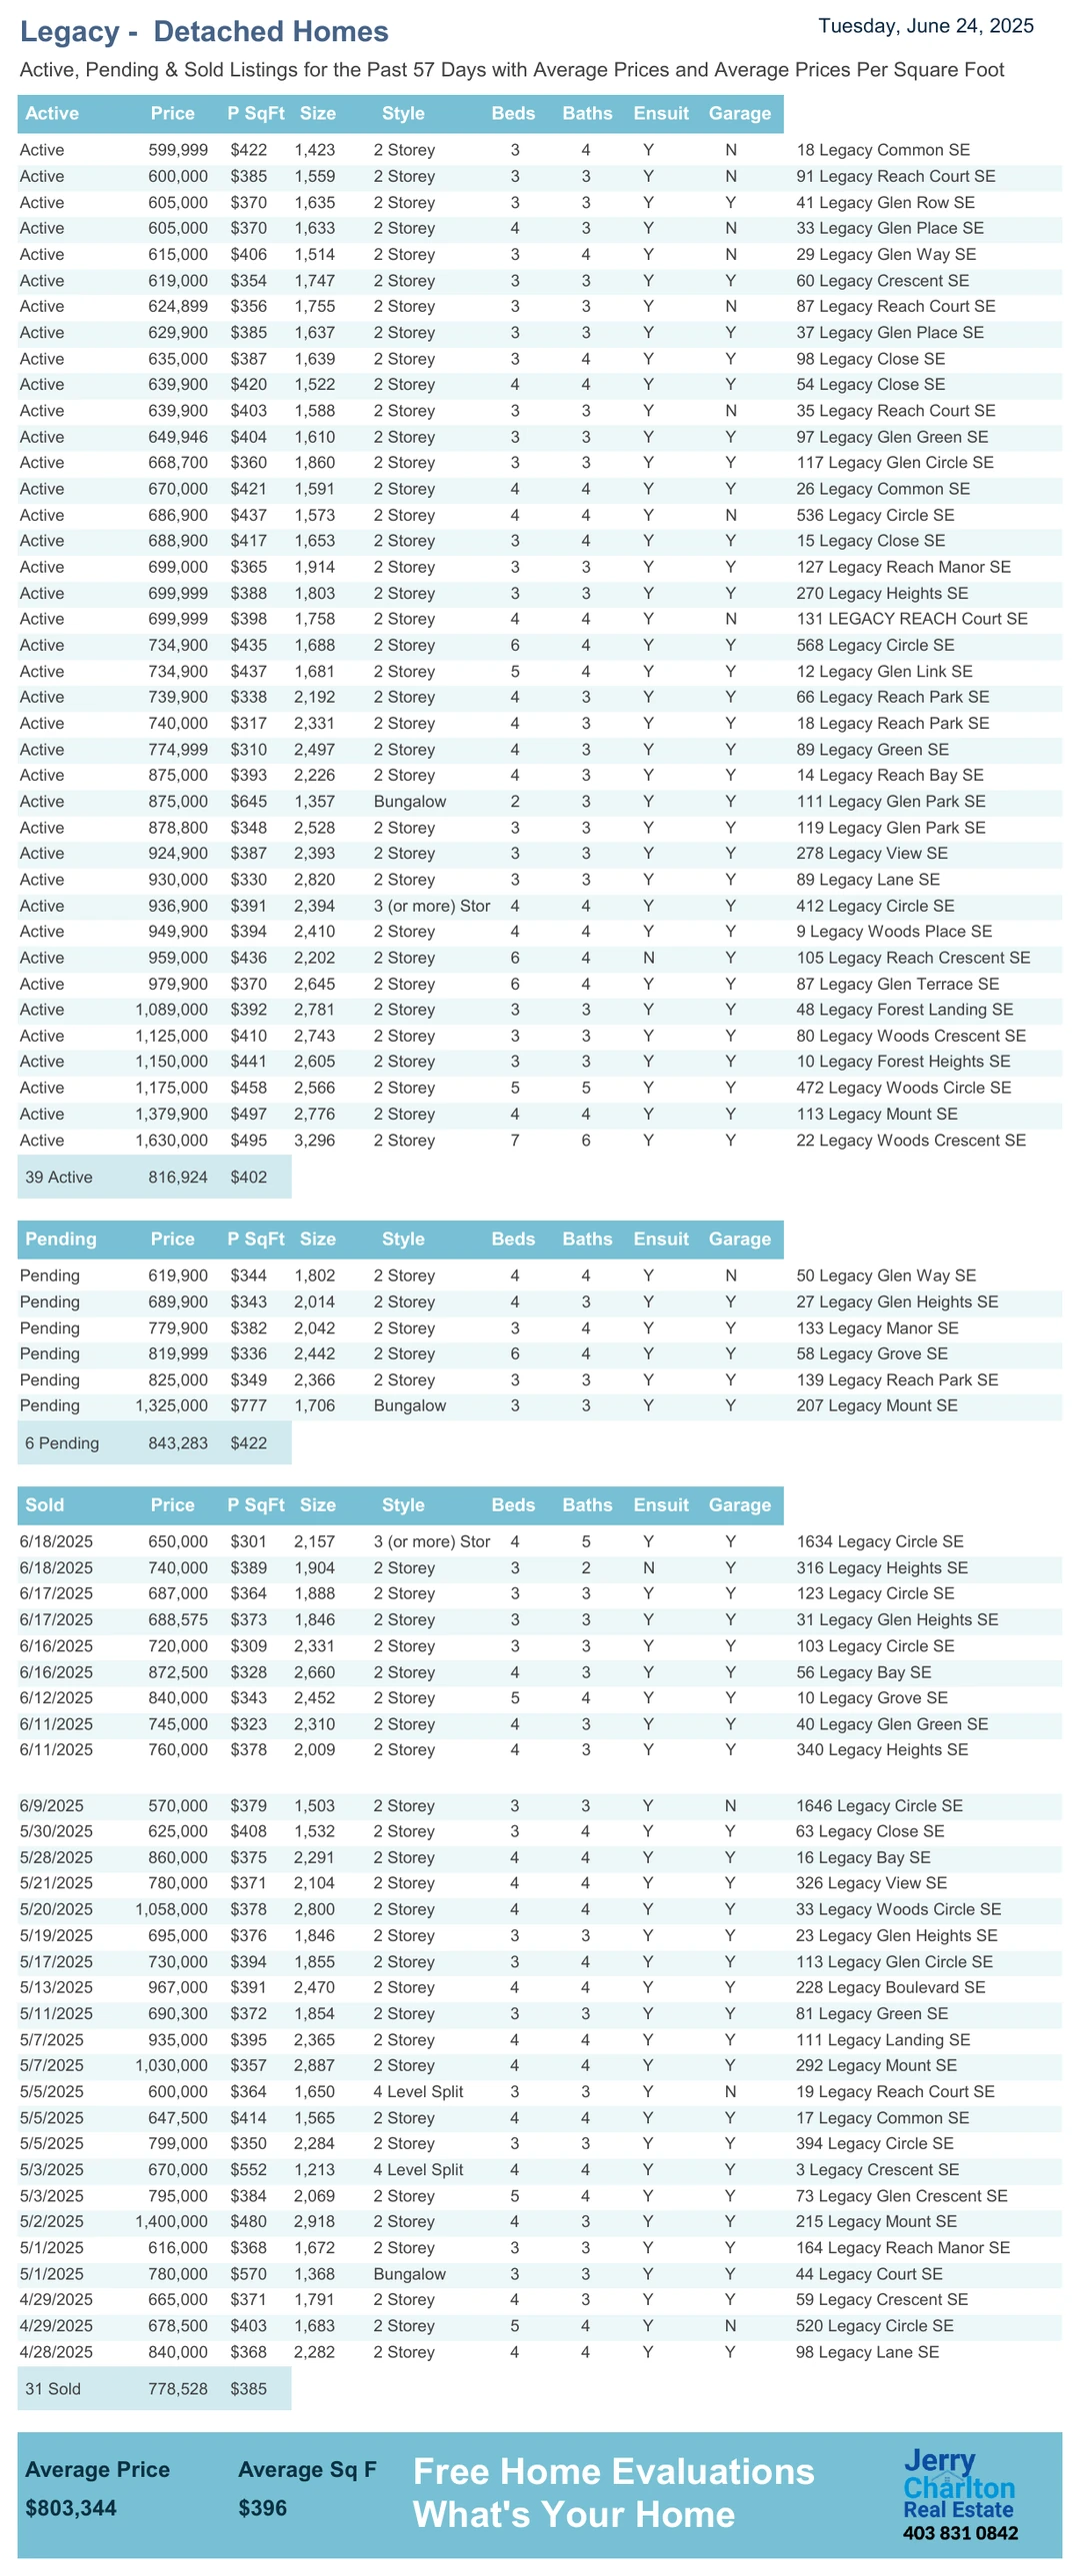 Legacy - Detached Homes
Tuesday, June 24, 2025
Active, Pending & Sold Listings for the Past 57 Days with Average Prices and Average Prices Per Square Foot
Active Price P SqFt Size Style Beds Baths Ensuit Garage
Active 599,999 $422 1,423 2 Storey 3 4 Y N 18 Legacy Common SE
Active 600,000 $385 1,559 2 Storey 3 3 Y N 91 Legacy Reach Court SE
Active 605,000 $370 1,635 2 Storey 3 3 Y Y 41 Legacy Glen Row SE
Active 605,000 $370 1,633 2 Storey 4 3 Y N 33 Legacy Glen Place SE
Active 615,000 $406 1,514 2 Storey 3 4 Y N 29 Legacy Glen Way SE
Active 619,000 $354 1,747 2 Storey 3 3 Y Y 60 Legacy Crescent SE
Active 624,899 $356 1,755 2 Storey 3 3 Y N 87 Legacy Reach Court SE
Active 629,900 $385 1,637 2 Storey 3 3 Y Y 37 Legacy Glen Place SE
Active 635,000 $387 1,639 2 Storey 3 4 Y Y 98 Legacy Close SE
Active 639,900 $420 1,522 2 Storey 4 4 Y Y 54 Legacy Close SE
Active 639,900 $403 1,588 2 Storey 3 3 Y N 35 Legacy Reach Court SE
Active 649,946 $404 1,610 2 Storey 3 3 Y Y 97 Legacy Glen Green SE
Active 668,700 $360 1,860 2 Storey 3 3 Y Y 117 Legacy Glen Circle SE
Active 670,000 $421 1,591 2 Storey 4 4 Y Y 26 Legacy Common SE
Active 686,900 $437 1,573 2 Storey 4 4 Y N 536 Legacy Circle SE
Active 688,900 $417 1,653 2 Storey 3 4 Y Y 15 Legacy Close SE
Active 699,000 $365 1,914 2 Storey 3 3 Y Y 127 Legacy Reach Manor SE
Active 699,999 $388 1,803 2 Storey 3 3 Y Y 270 Legacy Heights SE
Active 699,999 $398 1,758 2 Storey 4 4 Y N 131 LEGACY REACH Court SE
Active 734,900 $435 1,688 2 Storey 6 4 Y Y 568 Legacy Circle SE
Active 734,900 $437 1,681 2 Storey 5 4 Y Y 12 Legacy Glen Link SE
Active 739,900 $338 2,192 2 Storey 4 3 Y Y 66 Legacy Reach Park SE
Active 740,000 $317 2,331 2 Storey 4 3 Y Y 18 Legacy Reach Park SE
Active 774,999 $310 2,497 2 Storey 4 3 Y Y 89 Legacy Green SE
Active 875,000 $393 2,226 2 Storey 4 3 Y Y 14 Legacy Reach Bay SE
Active 875,000 $645 1,357 Bungalow 2 3 Y Y 111 Legacy Glen Park SE
Active 878,800 $348 2,528 2 Storey 3 3 Y Y 119 Legacy Glen Park SE
Active 924,900 $387 2,393 2 Storey 3 3 Y Y 278 Legacy View SE
Active 930,000 $330 2,820 2 Storey 3 3 Y Y 89 Legacy Lane SE
Active 936,900 $391 2,394 3 (or more) Stor 4 4 Y Y 412 Legacy Circle SE
Active 949,900 $394 2,410 2 Storey 4 4 Y Y 9 Legacy Woods Place SE
Active 959,000 $436 2,202 2 Storey 6 4 N Y 105 Legacy Reach Crescent SE
Active 979,900 $370 2,645 2 Storey 6 4 Y Y 87 Legacy Glen Terrace SE
Active 1,089,000 $392 2,781 2 Storey 3 3 Y Y 48 Legacy Forest Landing SE
Active 1,125,000 $410 2,743 2 Storey 3 3 Y Y 80 Legacy Woods Crescent SE
Active 1,150,000 $441 2,605 2 Storey 3 3 Y Y 10 Legacy Forest Heights SE
Active 1,175,000 $458 2,566 2 Storey 5 5 Y Y 472 Legacy Woods Circle SE
Active 1,379,900 $497 2,776 2 Storey 4 4 Y Y 113 Legacy Mount SE
Active 1,630,000 $495 3,296 2 Storey 7 6 Y Y 22 Legacy Woods Crescent SE
39 Active 816,924 $402
Pending Price P SqFt Size Style Beds Baths Ensuit Garage
Pending 619,900 $344 1,802 2 Storey 4 4 Y N 50 Legacy Glen Way SE
Pending 689,900 $343 2,014 2 Storey 4 3 Y Y 27 Legacy Glen Heights SE
Pending 779,900 $382 2,042 2 Storey 3 4 Y Y 133 Legacy Manor SE
Pending 819,999 $336 2,442 2 Storey 6 4 Y Y 58 Legacy Grove SE
Pending 825,000 $349 2,366 2 Storey 3 3 Y Y 139 Legacy Reach Park SE
Pending 1,325,000 $777 1,706 Bungalow 3 3 Y Y 207 Legacy Mount SE
6 Pending 843,283 $422
Sold Price P SqFt Size Style Beds Baths Ensuit Garage
6/18/2025 650,000 $301 2,157 3 (or more) Stor 4 5 Y Y 1634 Legacy Circle SE
6/18/2025 740,000 $389 1,904 2 Storey 3 2 N Y 316 Legacy Heights SE
6/17/2025 687,000 $364 1,888 2 Storey 3 3 Y Y 123 Legacy Circle SE
6/17/2025 688,575 $373 1,846 2 Storey 3 3 Y Y 31 Legacy Glen Heights SE
6/16/2025 720,000 $309 2,331 2 Storey 3 3 Y Y 103 Legacy Circle SE
6/16/2025 872,500 $328 2,660 2 Storey 4 3 Y Y 56 Legacy Bay SE
6/12/2025 840,000 $343 2,452 2 Storey 5 4 Y Y 10 Legacy Grove SE
6/11/2025 745,000 $323 2,310 2 Storey 4 3 Y Y 40 Legacy Glen Green SE
6/11/2025 760,000 $378 2,009 2 Storey 4 3 Y Y 340 Legacy Heights SE
6/9/2025 570,000 $379 1,503 2 Storey 3 3 Y N 1646 Legacy Circle SE
5/30/2025 625,000 $408 1,532 2 Storey 3 4 Y Y 63 Legacy Close SE
5/28/2025 860,000 $375 2,291 2 Storey 4 4 Y Y 16 Legacy Bay SE
5/21/2025 780,000 $371 2,104 2 Storey 4 4 Y Y 326 Legacy View SE
5/20/2025 1,058,000 $378 2,800 2 Storey 4 4 Y Y 33 Legacy Woods Circle SE
5/19/2025 695,000 $376 1,846 2 Storey 3 3 Y Y 23 Legacy Glen Heights SE
5/17/2025 730,000 $394 1,855 2 Storey 3 4 Y Y 113 Legacy Glen Circle SE
5/13/2025 967,000 $391 2,470 2 Storey 4 4 Y Y 228 Legacy Boulevard SE
5/11/2025 690,300 $372 1,854 2 Storey 3 3 Y Y 81 Legacy Green SE
5/7/2025 935,000 $395 2,365 2 Storey 4 4 Y Y 111 Legacy Landing SE
5/7/2025 1,030,000 $357 2,887 2 Storey 4 4 Y Y 292 Legacy Mount SE
5/5/2025 600,000 $364 1,650 4 Level Split 3 3 Y N 19 Legacy Reach Court SE
5/5/2025 647,500 $414 1,565 2 Storey 4 4 Y Y 17 Legacy Common SE
5/5/2025 799,000 $350 2,284 2 Storey 3 3 Y Y 394 Legacy Circle SE
5/3/2025 670,000 $552 1,213 4 Level Split 4 4 Y Y 3 Legacy Crescent SE
5/3/2025 795,000 $384 2,069 2 Storey 5 4 Y Y 73 Legacy Glen Crescent SE
5/2/2025 1,400,000 $480 2,918 2 Storey 4 3 Y Y 215 Legacy Mount SE
5/1/2025 616,000 $368 1,672 2 Storey 3 3 Y Y 164 Legacy Reach Manor SE
5/1/2025 780,000 $570 1,368 Bungalow 3 3 Y Y 44 Legacy Court SE
4/29/2025 665,000 $371 1,791 2 Storey 4 3 Y Y 59 Legacy Crescent SE
4/29/2025 678,500 $403 1,683 2 Storey 5 4 Y N 520 Legacy Circle SE
4/28/2025 840,000 $368 2,282 2 Storey 4 4 Y Y 98 Legacy Lane SE
31 Sold 778,528 $385
Average Price Average Sq F
$803,344 $396
Free Home Evaluations
What's Your Home
Jerry
Charlton
Real Estate
403 831 0842